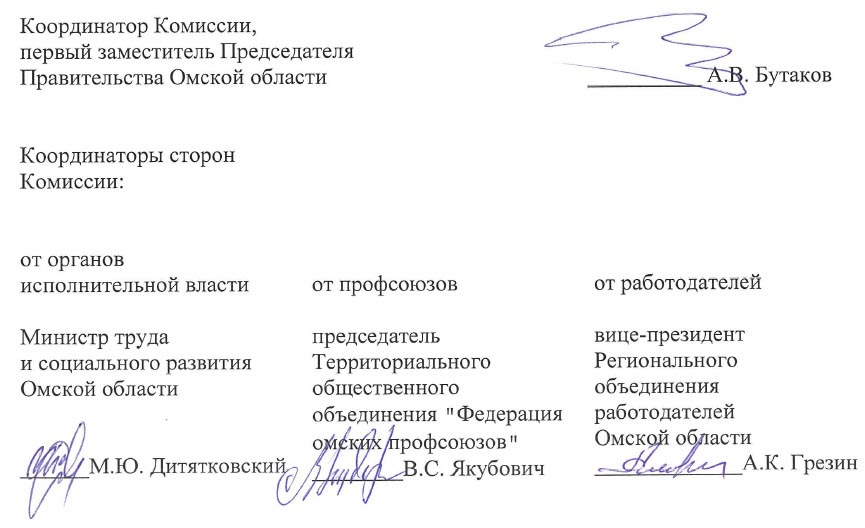 Координатор Комиссии,
первый заместитель Председателя
Правительства Омской области
А.В. Бутаков
Координаторы сторон
Комиссии:
от органов
исполнительной власти
Министр труда
и социального развития
Омской области
М.Ю. Дитятковский
от профсоюзов
председатель
Территориального
общественного
объединения "Федерация
омских профсоюзов"
В.С. Якубович
от работодателей
вице-президент
Регионального
объединения
работодателей
Омской области
А.К. Грезин